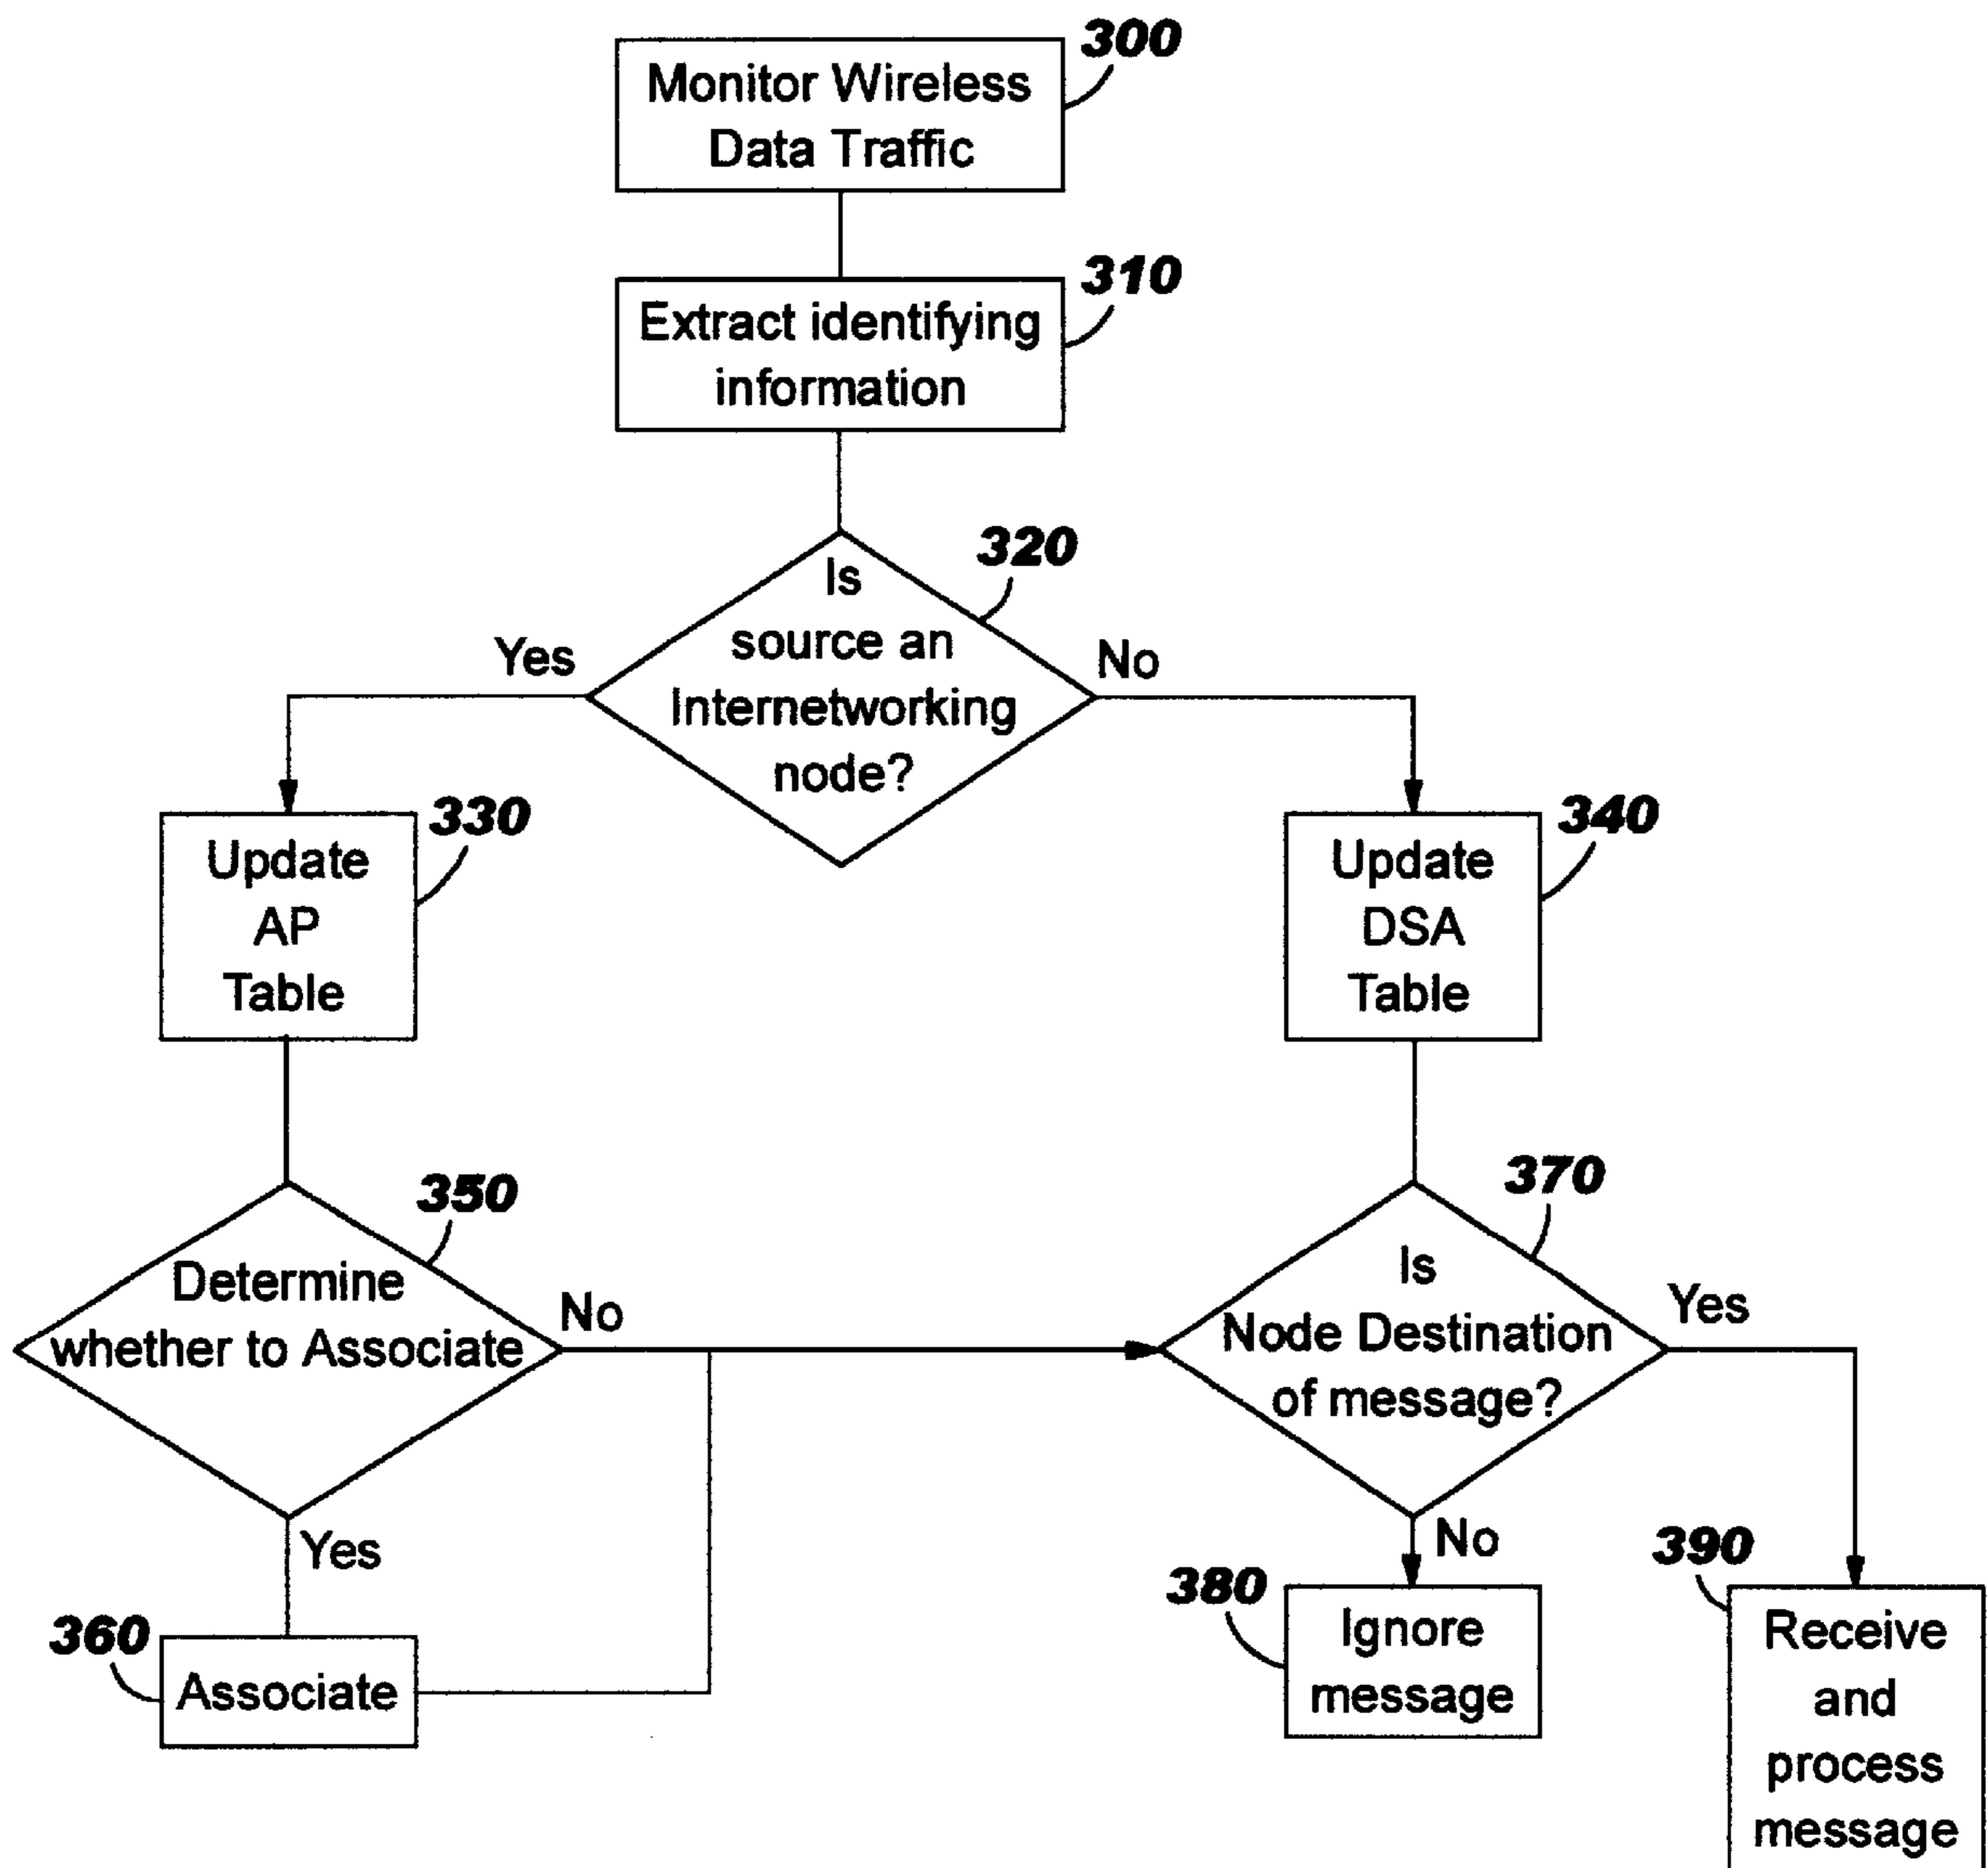 300
Monitor Wireless
Data Traffic
310
Extract identifying
information
320
Is
source an
Internetworking
node?
Yes
No
330
Update
AP
Table
340
Update
DSA
Table
350
Determine
whether to Associate
No
Yes
360
Associate
370
Is
Node Destination
of message?
Yes
No
380
Ignore
message
390
Receive
and
process
message